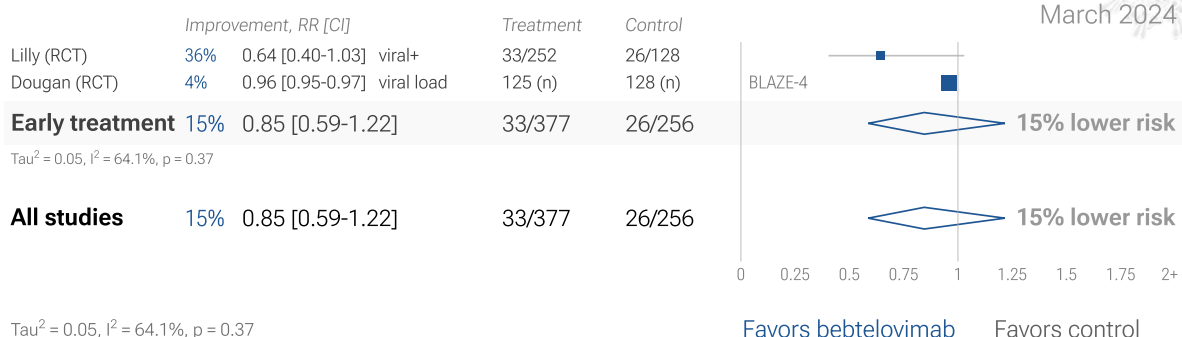 March 2024
Improvement, RR [CI] Treatment Control
Lilly (RCT) 36% 0.64 [0.40-1.03] viral+ 33/252 26/128
Dougan (RCT) 4% 0.96 [0.95-0.97] viral load 125 (n) 128 (n) BLAZE-4
Early treatment 15% 0.85 [0.59-1.22] 33/377 26/256 15% lower risk
Tau² = 0.05, I² = 64.1%, p = 0.37
All studies 15% 0.85 [0.59-1.22] 33/377 26/256 15% lower risk
0 0.25 0.5 0.75 1 1.25 1.5 1.75 2+
Tau² = 0.05, I² = 64.1%, p = 0.37 Favors bebtelovimab Favors control